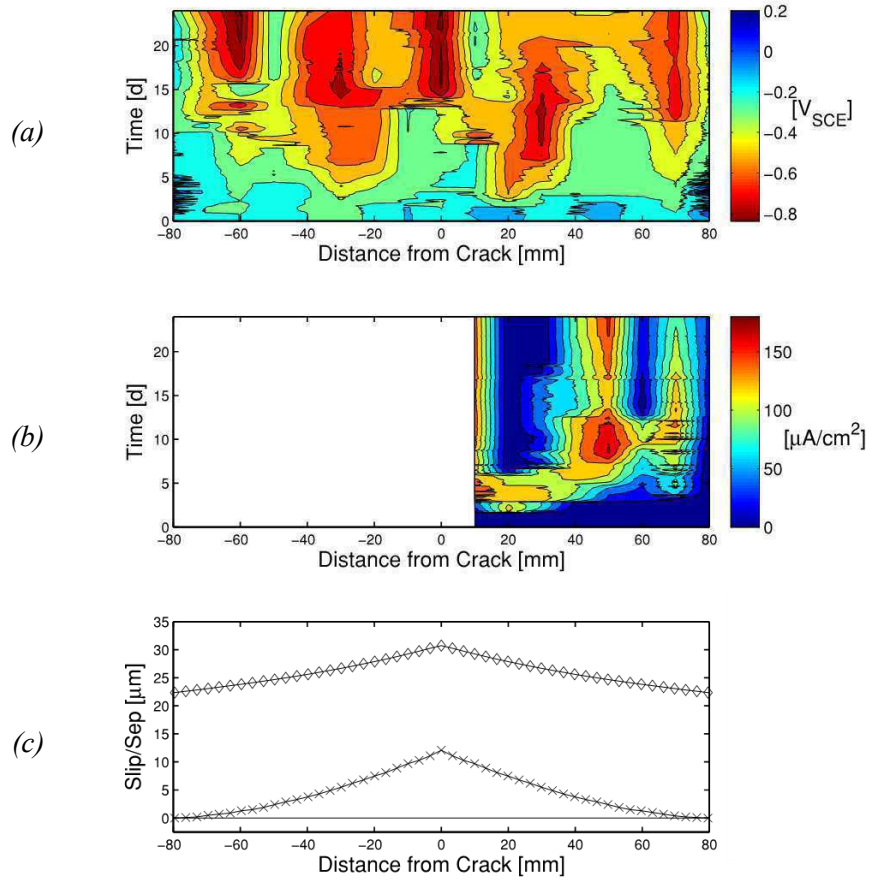 (a)
Time [d]
20
15
10
5
0
−80 −60 −40 −20 0 20 40 60 80
Distance from Crack [mm]
0.2
0
−0.2
−0.4
−0.6
−0.8
[V_SCE]
(b)
Time [d]
20
15
10
5
0
−80 −60 −40 −20 0 20 40 60 80
Distance from Crack [mm]
150
100
50
0
[μA/cm²]
(c)
Slip/Sep [μm]
35
30
25
20
15
10
5
0
−80 −60 −40 −20 0 20 40 60 80
Distance from Crack [mm]